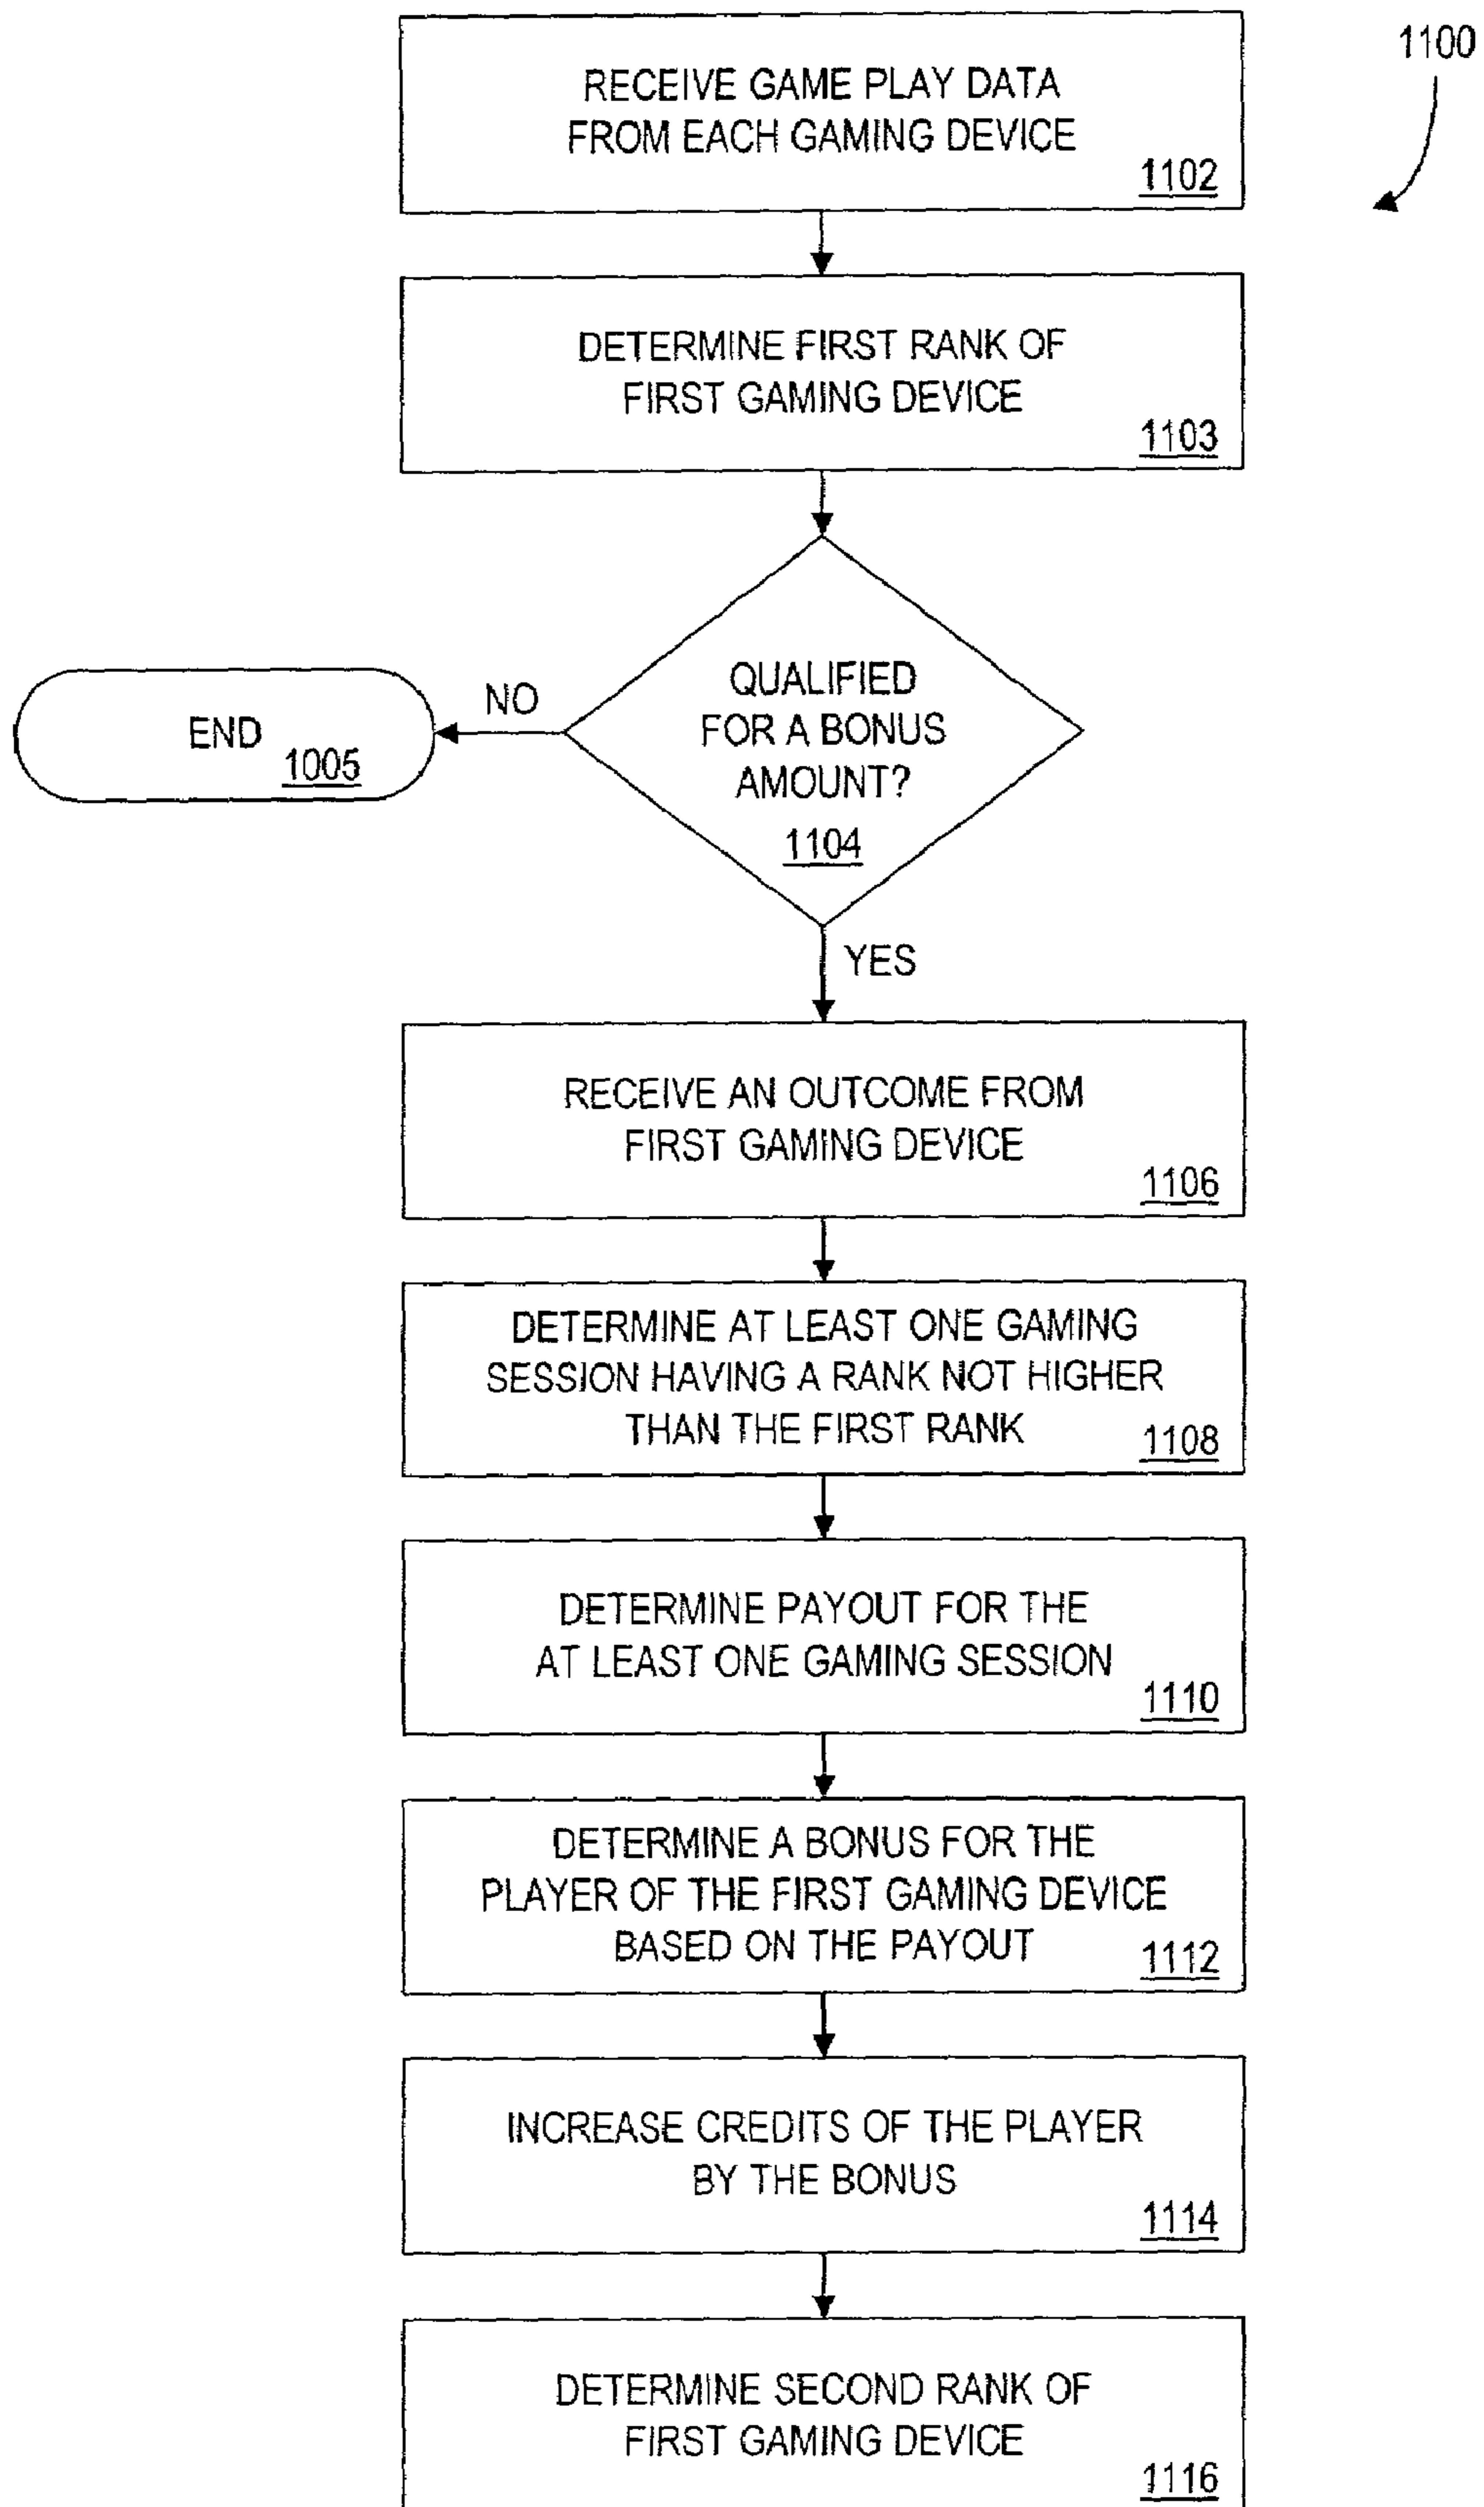 1100
RECEIVE GAME PLAY DATA
FROM EACH GAMING DEVICE
1102
DETERMINE FIRST RANK OF
FIRST GAMING DEVICE
1103
QUALIFIED
FOR A BONUS
AMOUNT?
1104
NO
END
1005
YES
RECEIVE AN OUTCOME FROM
FIRST GAMING DEVICE
1106
DETERMINE AT LEAST ONE GAMING
SESSION HAVING A RANK NOT HIGHER
THAN THE FIRST RANK
1108
DETERMINE PAYOUT FOR THE
AT LEAST ONE GAMING SESSION
1110
DETERMINE A BONUS FOR THE
PLAYER OF THE FIRST GAMING DEVICE
BASED ON THE PAYOUT
1112
INCREASE CREDITS OF THE PLAYER
BY THE BONUS
1114
DETERMINE SECOND RANK OF
FIRST GAMING DEVICE
1116